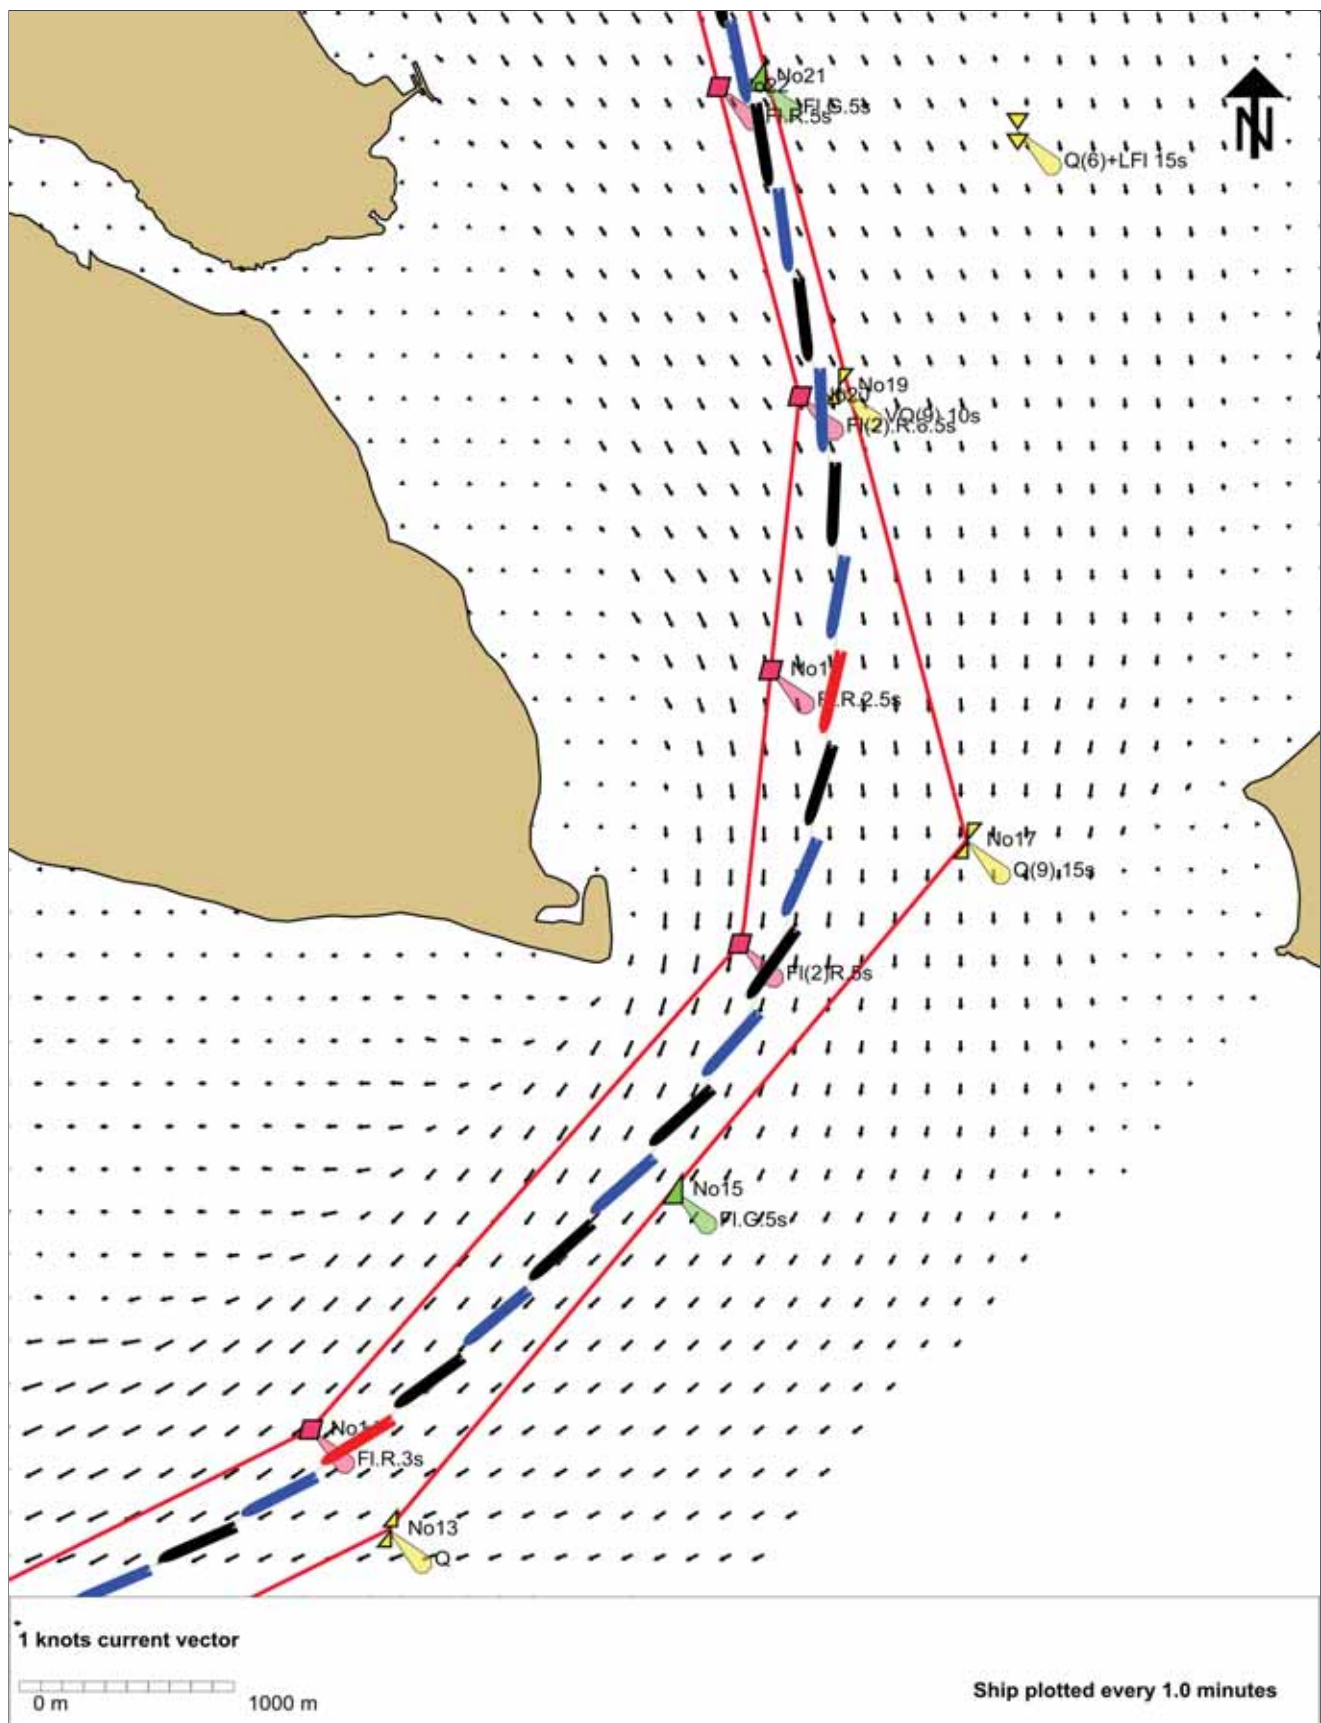 No21
Fl.G.5s
Fl.R.5s
N
Q(6)+LFl 15s
No19
VQ(9).10s
Fl(2).R.8.5s
No1
Fl.R.2.5s
No17
Q(9).15s
Fl(2)R.5s
No15
Fl.G.5s
Fl.R.3s
No13
Q
1 knots current vector
0 m
1000 m
Ship plotted every 1.0 minutes